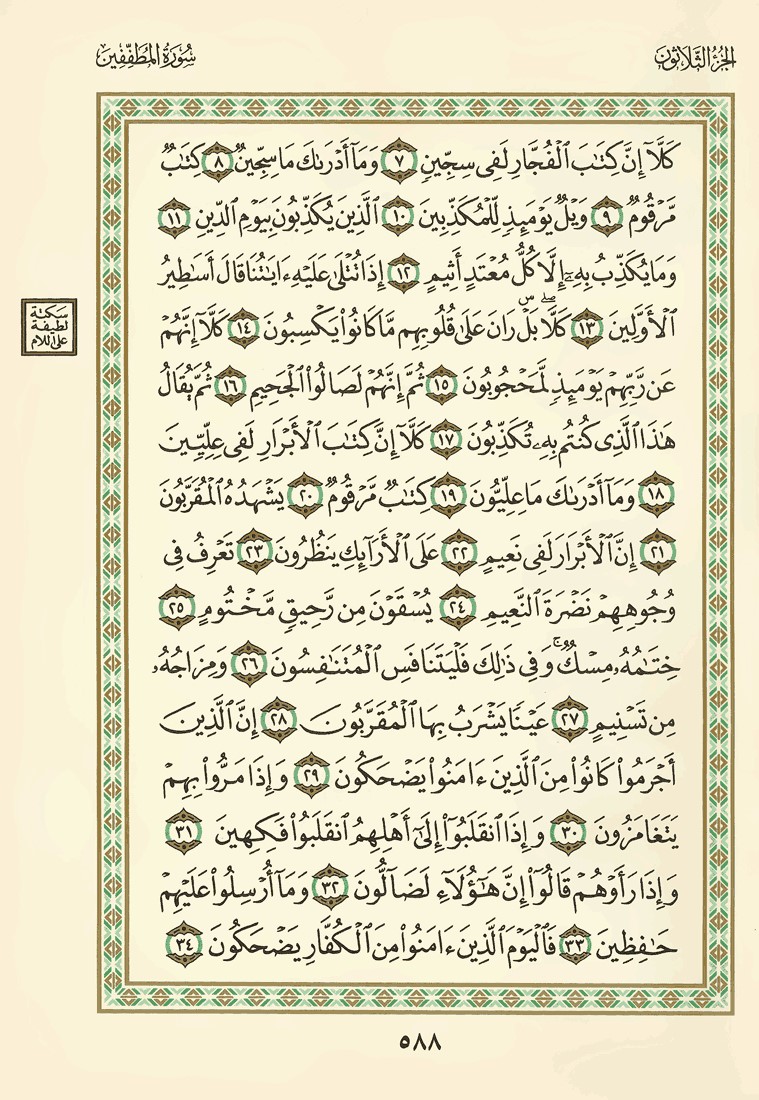 الجزء الثلاثون
سورة المطففين
كَلَّآ إِنَّ كِتَٰبَ ٱلْفُجَّارِ لَفِى سِجِّينٍ ٧ وَمَآ أَدْرَىٰكَ مَا سِجِّينٌ ٨ كِتَٰبٌ
مَّرْقُومٌ ٩ وَيْلٌ يَوْمَئِذٍ لِّلْمُكَذِّبِينَ ١٠ ٱلَّذِينَ يُكَذِّبُونَ بِيَوْمِ ٱلدِّينِ ١١
وَمَا يُكَذِّبُ بِهِۦٓ إِلَّا كُلُّ مُعْتَدٍ أَثِيمٍ ١٢ إِذَا تُتْلَىٰ عَلَيْهِ ءَايَٰتُنَا قَالَ أَسَٰطِيرُ
ٱلْأَوَّلِينَ ١٣ كَلَّا ۖ بَلْ ۜ رَانَ عَلَىٰ قُلُوبِهِم مَّا كَانُوا۟ يَكْسِبُونَ ١٤ كَلَّآ إِنَّهُمْ
سكتة
لطيفة
على اللام
عَن رَّبِّهِمْ يَوْمَئِذٍ لَّمَحْجُوبُونَ ١٥ ثُمَّ إِنَّهُمْ لَصَالُوا۟ ٱلْجَحِيمِ ١٦ ثُمَّ يُقَالُ
هَٰذَا ٱلَّذِى كُنتُم بِهِۦ تُكَذِّبُونَ ١٧ كَلَّآ إِنَّ كِتَٰبَ ٱلْأَبْرَارِ لَفِى عِلِّيِّينَ
١٨ وَمَآ أَدْرَىٰكَ مَا عِلِّيُّونَ ١٩ كِتَٰبٌ مَّرْقُومٌ ٢٠ يَشْهَدُهُ ٱلْمُقَرَّبُونَ
٢١ إِنَّ ٱلْأَبْرَارَ لَفِى نَعِيمٍ ٢٢ عَلَى ٱلْأَرَآئِكِ يَنظُرُونَ ٢٣ تَعْرِفُ فِى
وُجُوهِهِمْ نَضْرَةَ ٱلنَّعِيمِ ٢٤ يُسْقَوْنَ مِن رَّحِيقٍ مَّخْتُومٍ ٢٥
خِتَٰمُهُۥ مِسْكٌ ۚ وَفِى ذَٰلِكَ فَلْيَتَنَافَسِ ٱلْمُتَنَٰفِسُونَ ٢٦ وَمِزَاجُهُۥ
مِن تَسْنِيمٍ ٢٧ عَيْنًا يَشْرَبُ بِهَا ٱلْمُقَرَّبُونَ ٢٨ إِنَّ ٱلَّذِينَ
أَجْرَمُوا۟ كَانُوا۟ مِنَ ٱلَّذِينَ ءَامَنُوا۟ يَضْحَكُونَ ٢٩ وَإِذَا مَرُّوا۟ بِهِمْ
يَتَغَامَزُونَ ٣٠ وَإِذَا ٱنقَلَبُوٓا۟ إِلَىٰٓ أَهْلِهِمُ ٱنقَلَبُوا۟ فَكِهِينَ ٣١
وَإِذَا رَأَوْهُمْ قَالُوٓا۟ إِنَّ هَٰٓؤُلَآءِ لَضَآلُّونَ ٣٢ وَمَآ أُرْسِلُوا۟ عَلَيْهِمْ
حَٰفِظِينَ ٣٣ فَٱلْيَوْمَ ٱلَّذِينَ ءَامَنُوا۟ مِنَ ٱلْكُفَّارِ يَضْحَكُونَ ٣٤
٥٨٨